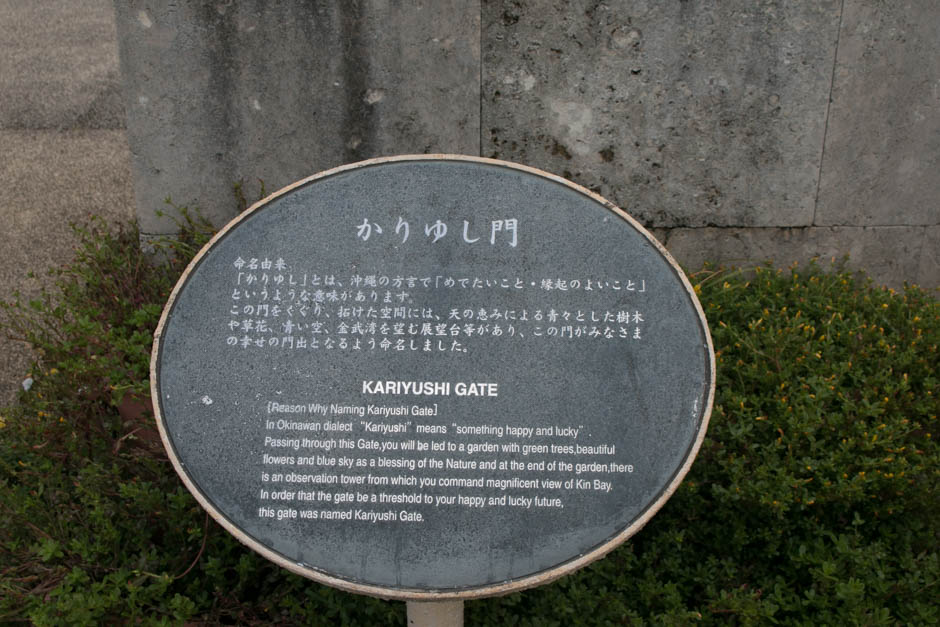 かりゆし門
命名由来
「かりゆし」とは、沖縄の方言で「めでたいこと・縁起のよいこと」
というような意味があります。
この門をくぐり、拓けた空間には、天の恵みによる青々とした樹木
や草花、青い空、金武湾を望む展望台等があり、この門がみなさま
の幸せの門出となるよう命名しました。
KARIYUSHI GATE
[Reason Why Naming Kariyushi Gate]
In Okinawan dialect “Kariyushi” means “something happy and lucky”.
Passing through this Gate,you will be led to a garden with green trees,beautiful
flowers and blue sky as a blessing of the Nature and at the end of the garden,there
is an observation tower from which you command magnificent view of Kin Bay.
In order that the gate be a threshold to your happy and lucky future,
this gate was named Kariyushi Gate.